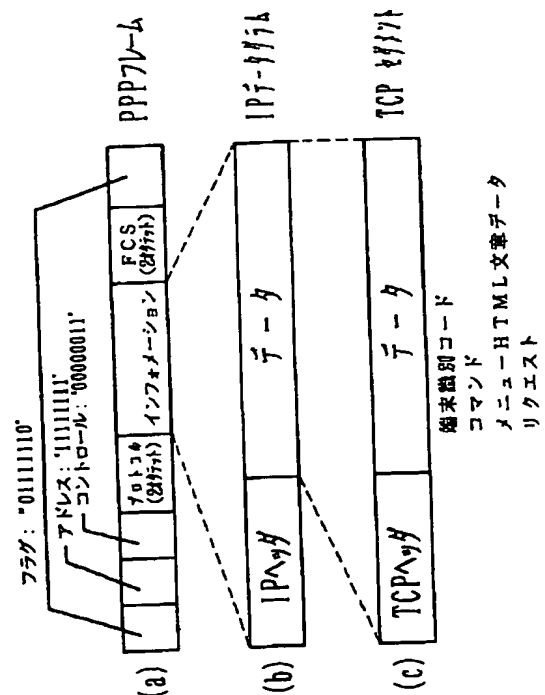 フラグ: "01111110"
アドレス: "11111111"
コントロール: "00000011"
(a)
プロトコル
(2オクテット)
インフォメーション
FCS
(2オクテット)
PPPフレーム
(b)
IPヘッダ
データ
IPデータグラム
(c)
TCPヘッダ
データ
TCP セグメント
端末識別コード
コマンド
メニューHTML文章データ
リクエスト